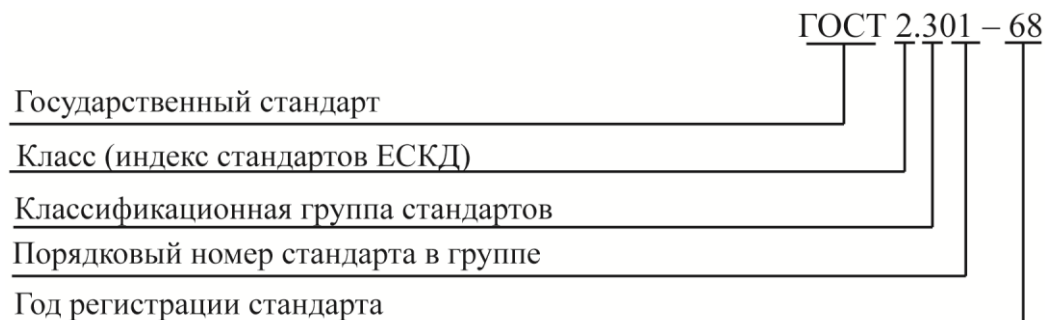 ГОСТ 2.301 – 68
Государственный стандарт
Класс (индекс стандартов ЕСКД)
Классификационная группа стандартов
Порядковый номер стандарта в группе
Год регистрации стандарта